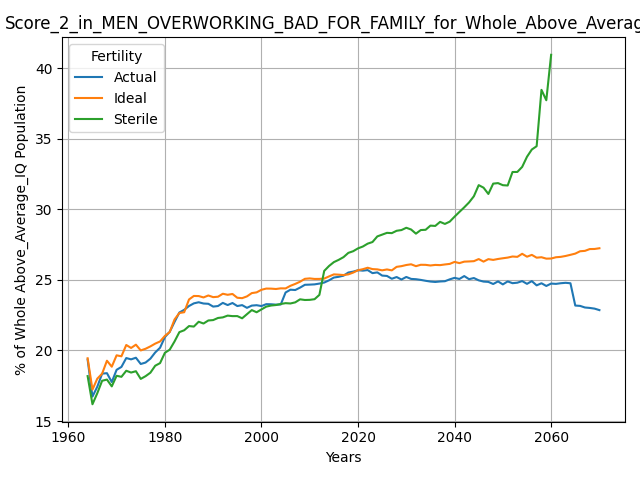 Score_2_in_MEN_OVERWORKING_BAD_FOR_FAMILY_for_Whole_Above_Averag
Fertility
Actual
Ideal
Sterile
% of Whole Above_Average_IQ Population
40
35
30
25
20
15
1960 1980 2000 2020 2040 2060
Years